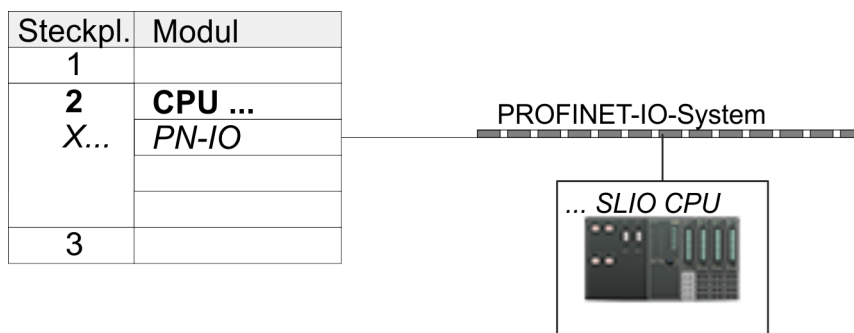 Steckpl. Modul
1
2 CPU ...
X... PN-IO
3
PROFINET-IO-System
... SLIO CPU